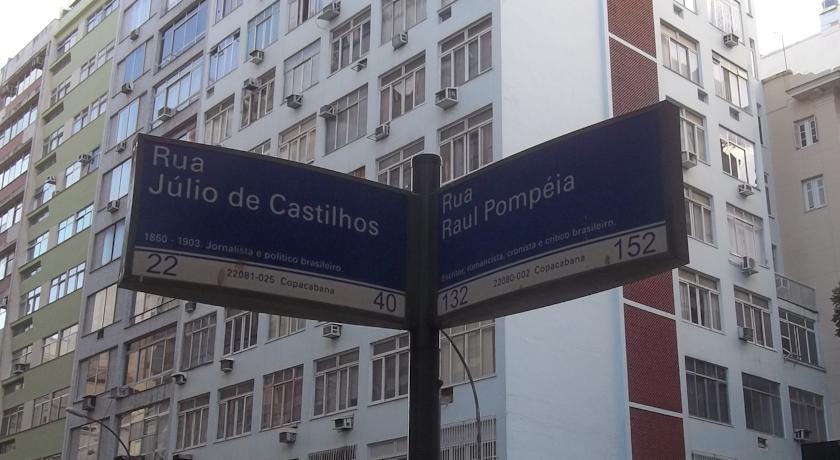 Rua
Júlio de Castilhos
1860 - 1903. Jornalista e político brasileiro.
22
22081-025 Copacabana
40
Rua
Raul Pompéia
Escritor, romancista, cronista e crítico brasileiro.
132
22080-002 Copacabana
152